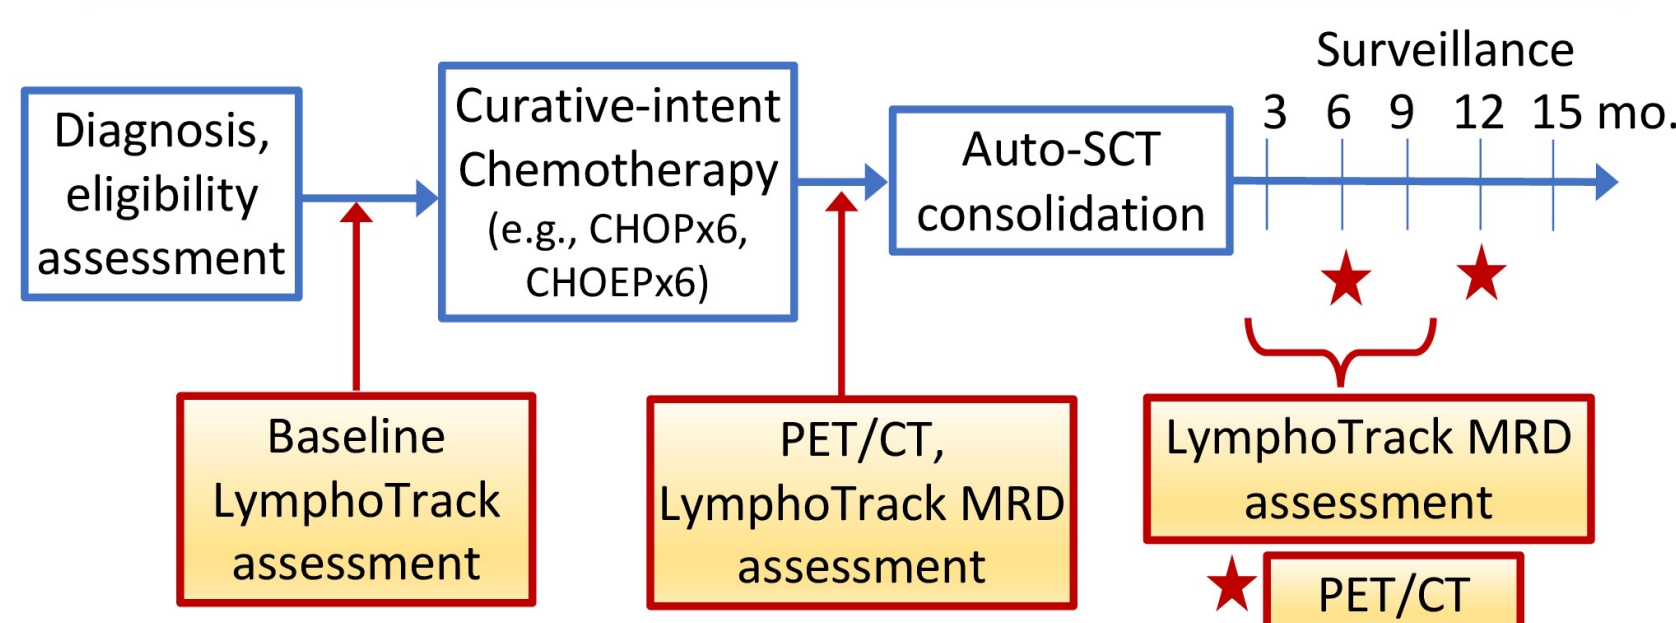 Diagnosis,
eligibility
assessment
Curative-intent
Chemotherapy
(e.g., CHOPx6,
CHOEPx6)
Auto-SCT
consolidation
Surveillance
3 6 9 12 15 mo.
Baseline
LymphoTrack
assessment
PET/CT,
LymphoTrack MRD
assessment
LymphoTrack MRD
assessment
PET/CT